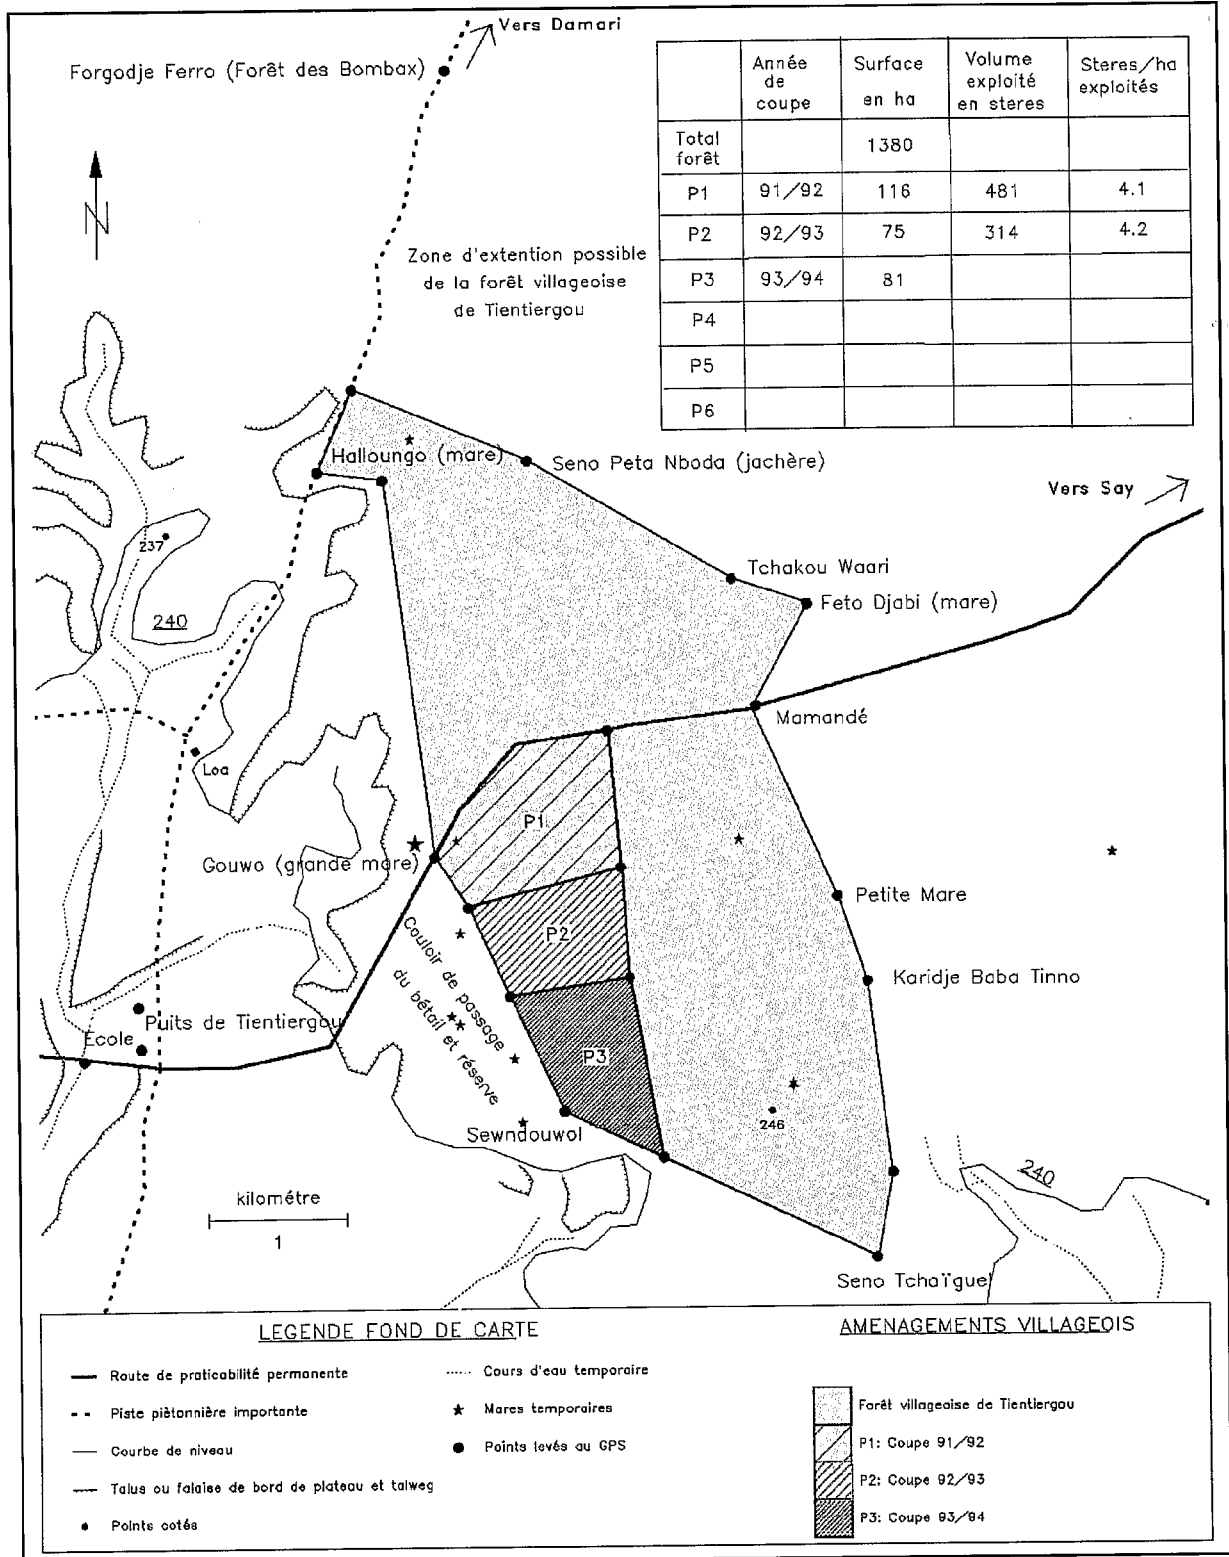 Vers Damari
Forgodje Ferro (Forêt des Bombax)
N
Zone d'extention possible
de la forêt villageoise
de Tientiergou
Année de coupe | Surface en ha | Volume exploité en steres | Steres/ha exploités
Total forêt | 1380
P1 | 91/92 | 116 | 481 | 4.1
P2 | 92/93 | 75 | 314 | 4.2
P3 | 93/94 | 81
P4
P5
P6
Halloungo (mare)
Seno Peta Nboda (jachère)
Vers Say
237
240
Tchakou Waari
Feto Djabi (mare)
Mamandé
Loa
P1
Gouwo (grande mare)
Petite Mare
P2
Couloir de passage
du bétail et réserve
Karidje Baba Tinno
Puits de Tientiergou
Ecole
P3
246
Sewndouwol
240
kilométre
1
Seno Tchaïguel
LEGENDE FOND DE CARTE
Route de praticabilité permanente
Piste piètonnière importante
Courbe de niveau
Talus ou falaise de bord de plateau et talweg
Points cotés
Cours d'eau temporaire
Mares temporaires
Points levés au GPS
AMENAGEMENTS VILLAGEOIS
Forêt villageoise de Tientiergou
P1: Coupe 91/92
P2: Coupe 92/93
P3: Coupe 93/94